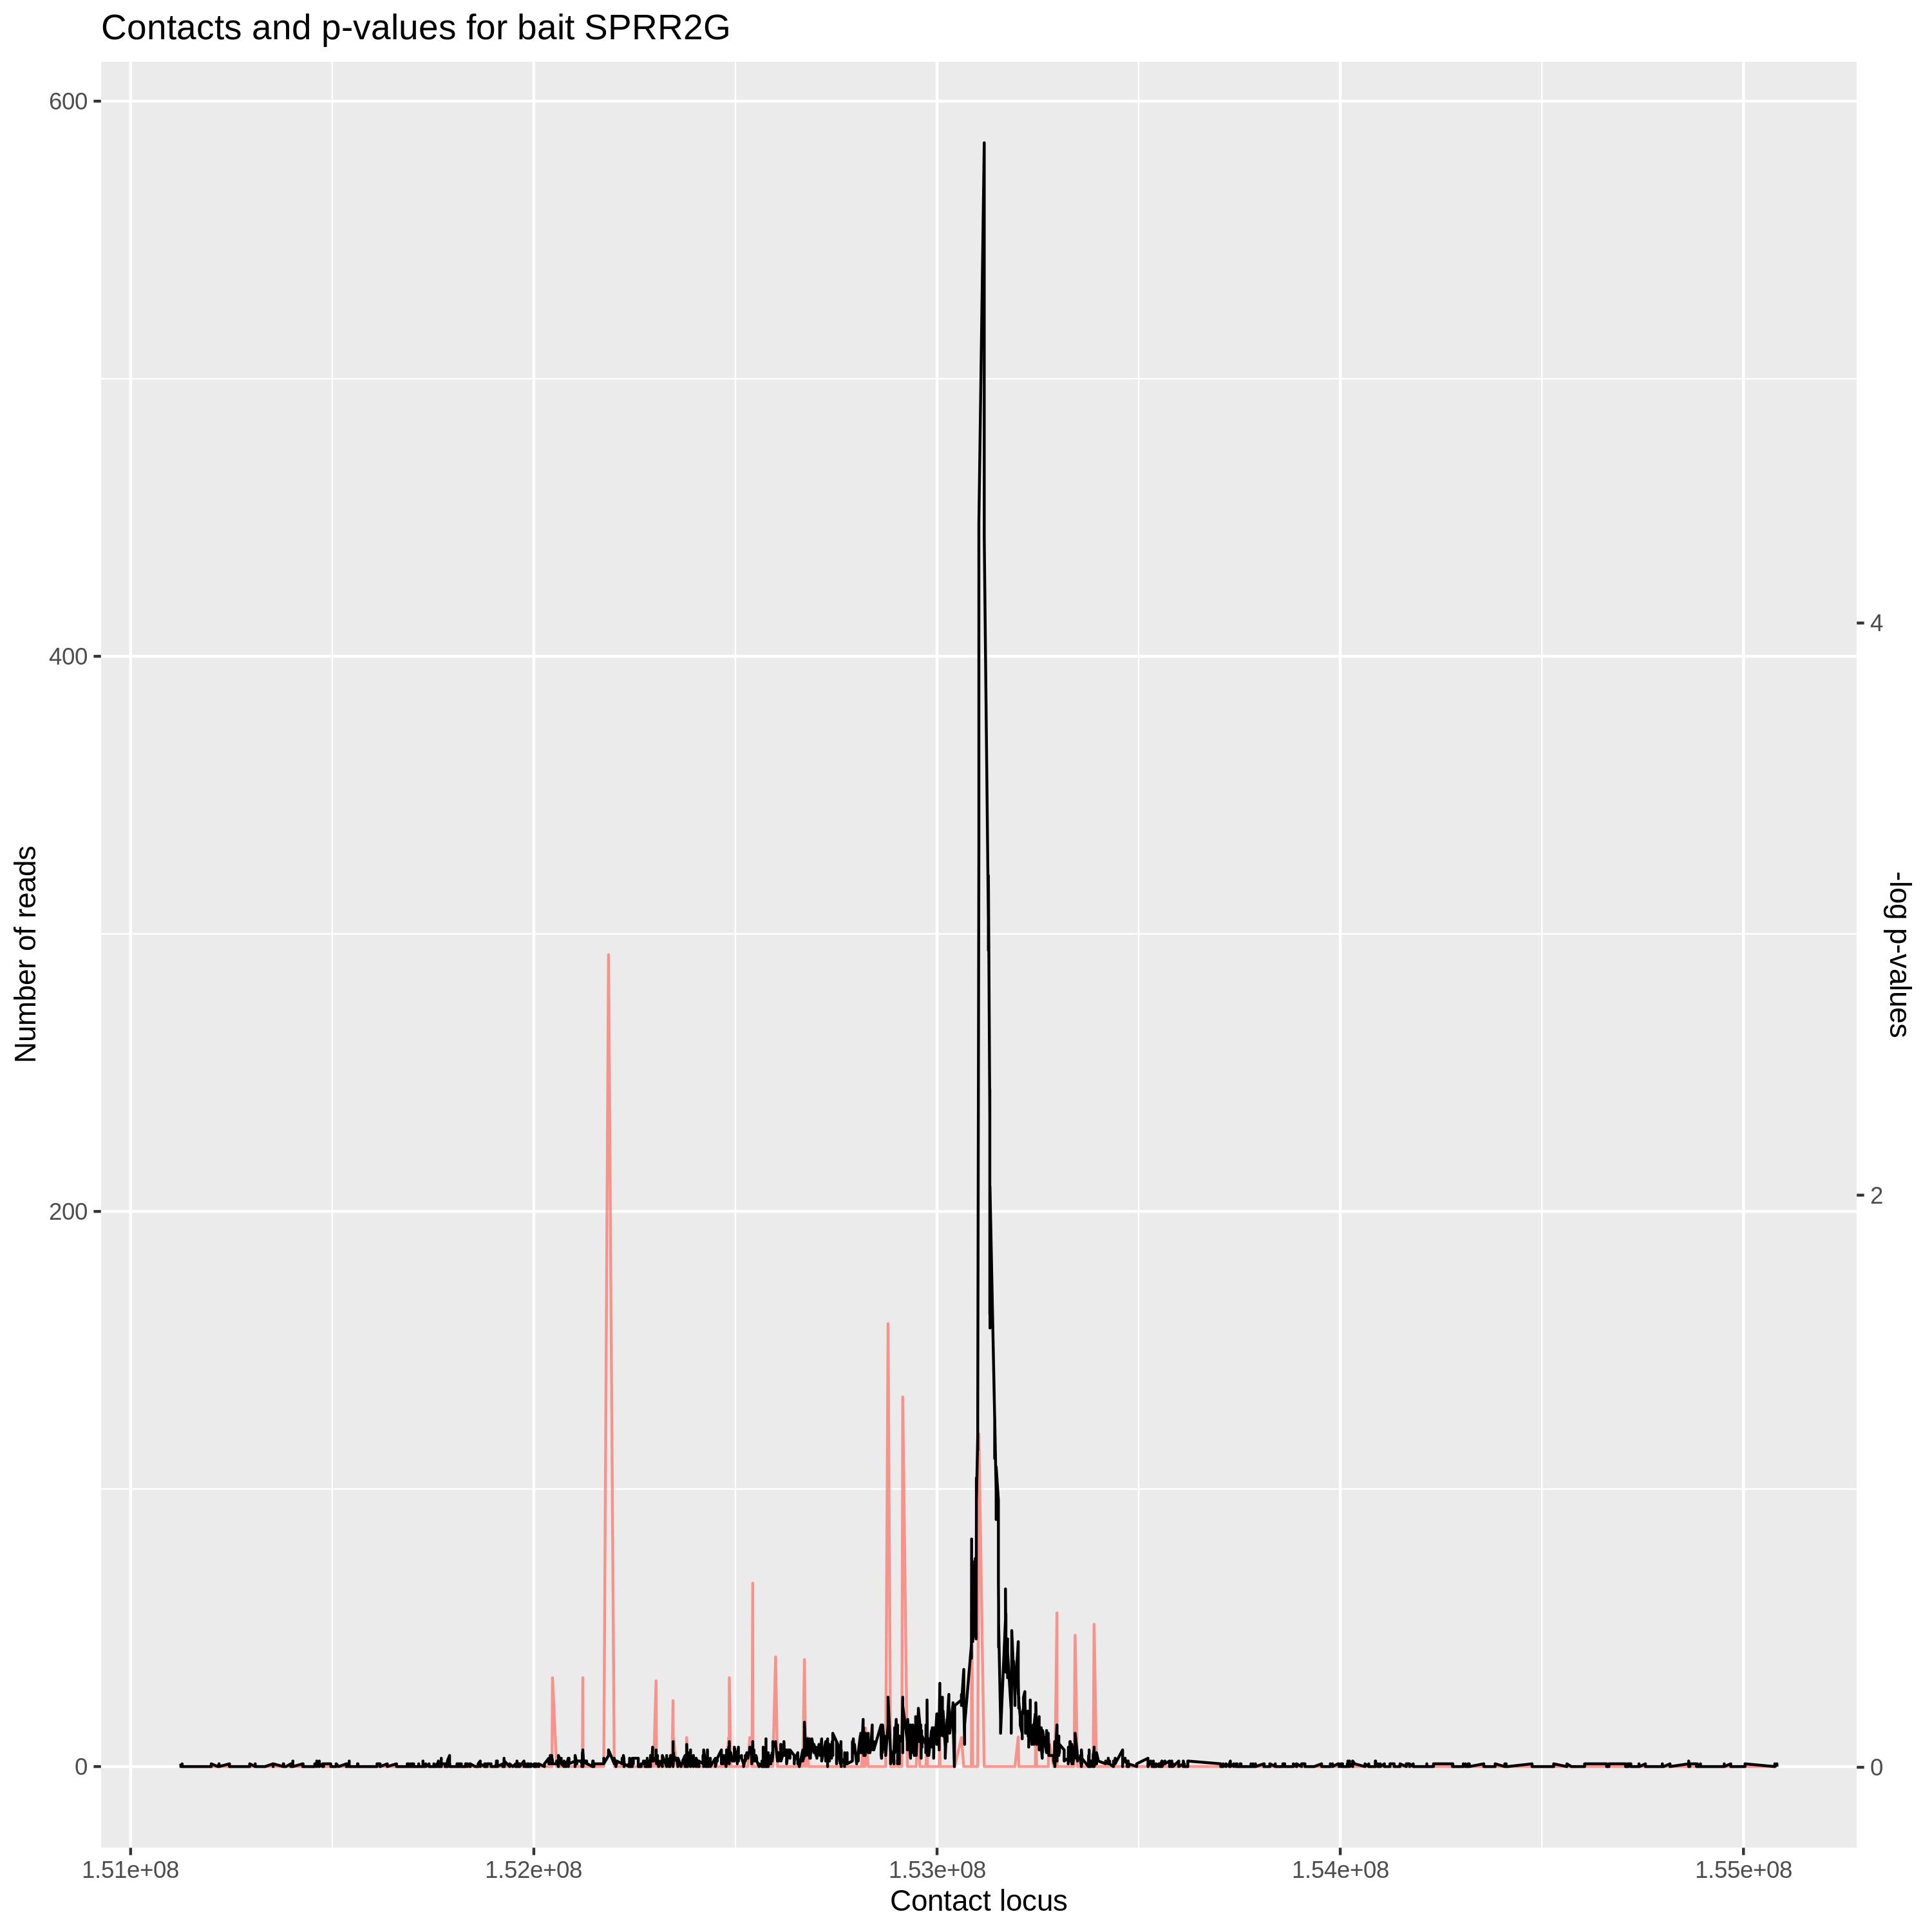 Contacts and p-values for bait SPRR2G
600
400
200
0
Number of reads
4
2
0
-log p-values
1.51e+08 1.52e+08 1.53e+08 1.54e+08 1.55e+08
Contact locus